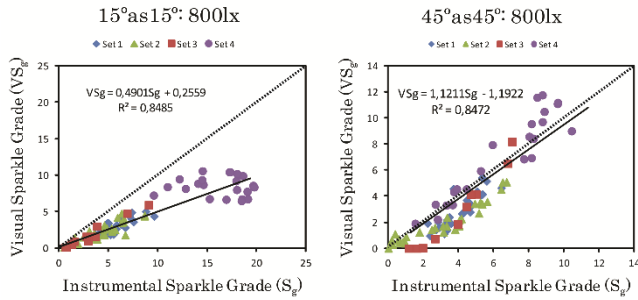 15ºas15º: 800lx
Set 1 Set 2 Set 3 Set 4
Visual Sparkle Grade (VSg)
25
20
15
10
5
0
VSg = 0,4901Sg + 0,2559
R² = 0,8485
0 5 10 15 20 25
Instrumental Sparkle Grade (Sg)
45ºas45º: 800lx
Set 1 Set 2 Set 3 Set 4
Visual Sparkle Grade (VSg)
14
12
10
8
6
4
2
0
VSg = 1,1211Sg - 1,1922
R² = 0,8472
0 2 4 6 8 10 12 14
Instrumental Sparkle Grade (Sg)